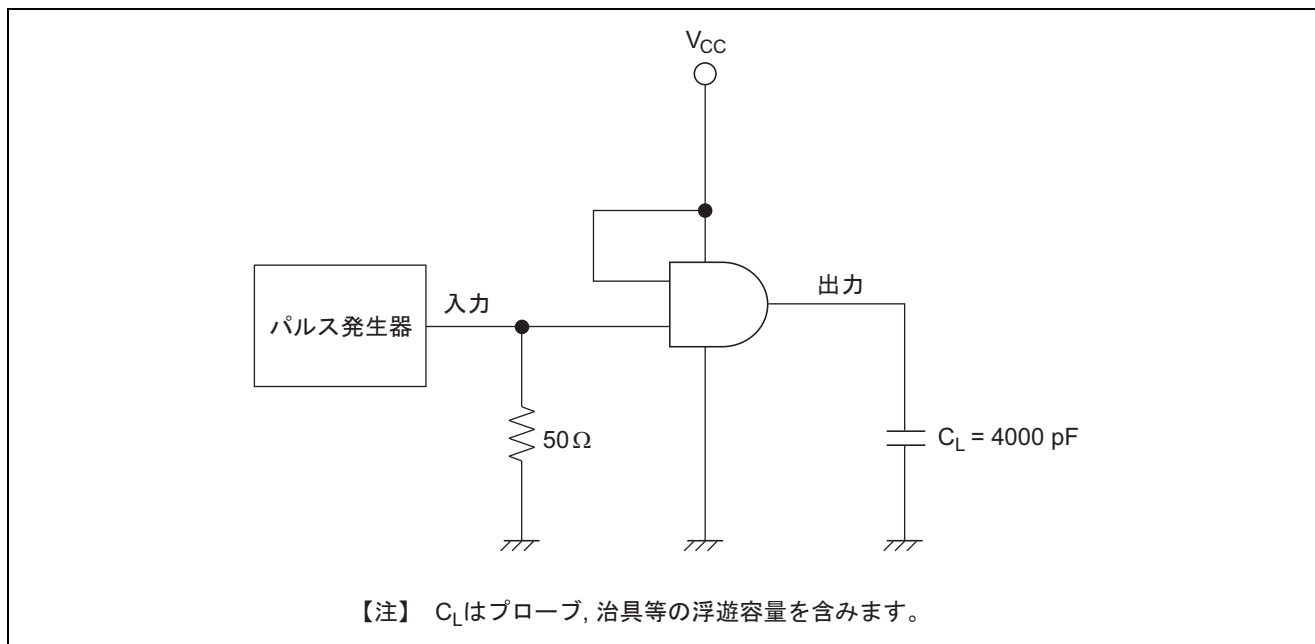 VCC
入力
出力
パルス発生器
50Ω
CL = 4000 pF
【注】 CLはプローブ, 治具等の浮遊容量を含みます。